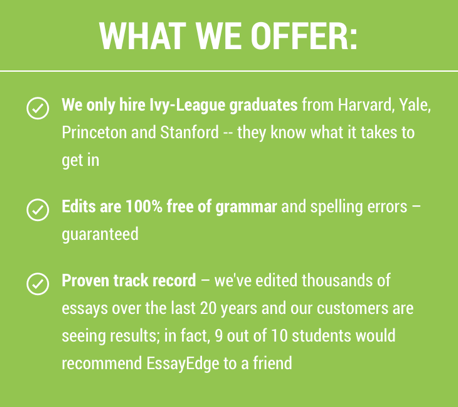 WHAT WE OFFER:
We only hire Ivy-League graduates from Harvard, Yale,
Princeton and Stanford -- they know what it takes to
get in
Edits are 100% free of grammar and spelling errors –
guaranteed
Proven track record – we've edited thousands of
essays over the last 20 years and our customers are
seeing results; in fact, 9 out of 10 students would
recommend EssayEdge to a friend